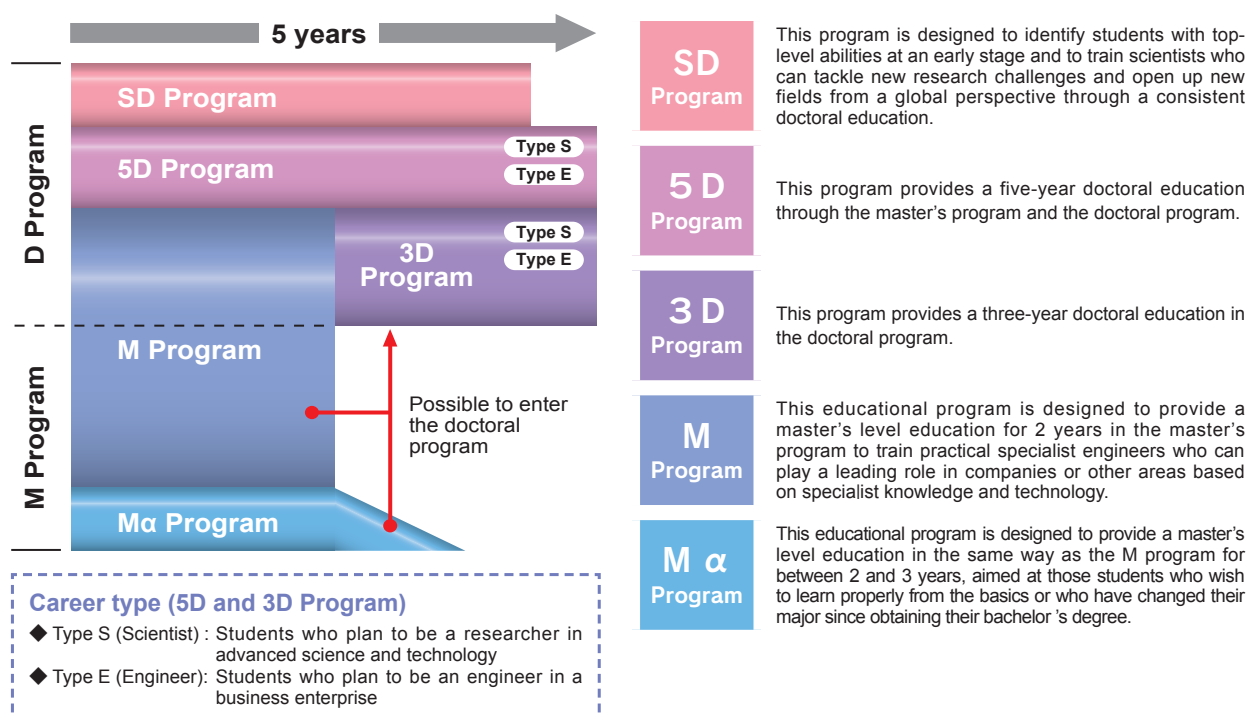 5 years
D Program
SD Program
5D Program
Type S
Type E
3D
Program
Type S
Type E
M Program
M Program
Possible to enter
the doctoral
program
Mα Program
Career type (5D and 3D Program)
◆ Type S (Scientist) : Students who plan to be a researcher in
advanced science and technology
◆ Type E (Engineer): Students who plan to be an engineer in a
business enterprise
SD
Program
This program is designed to identify students with top-
level abilities at an early stage and to train scientists who
can tackle new research challenges and open up new
fields from a global perspective through a consistent
doctoral education.
5 D
Program
This program provides a five-year doctoral education
through the master's program and the doctoral program.
3 D
Program
This program provides a three-year doctoral education in
the doctoral program.
M
Program
This educational program is designed to provide a
master's level education for 2 years in the master's
program to train practical specialist engineers who can
play a leading role in companies or other areas based
on specialist knowledge and technology.
M α
Program
This educational program is designed to provide a master's
level education in the same way as the M program for
between 2 and 3 years, aimed at those students who wish
to learn properly from the basics or who have changed their
major since obtaining their bachelor 's degree.